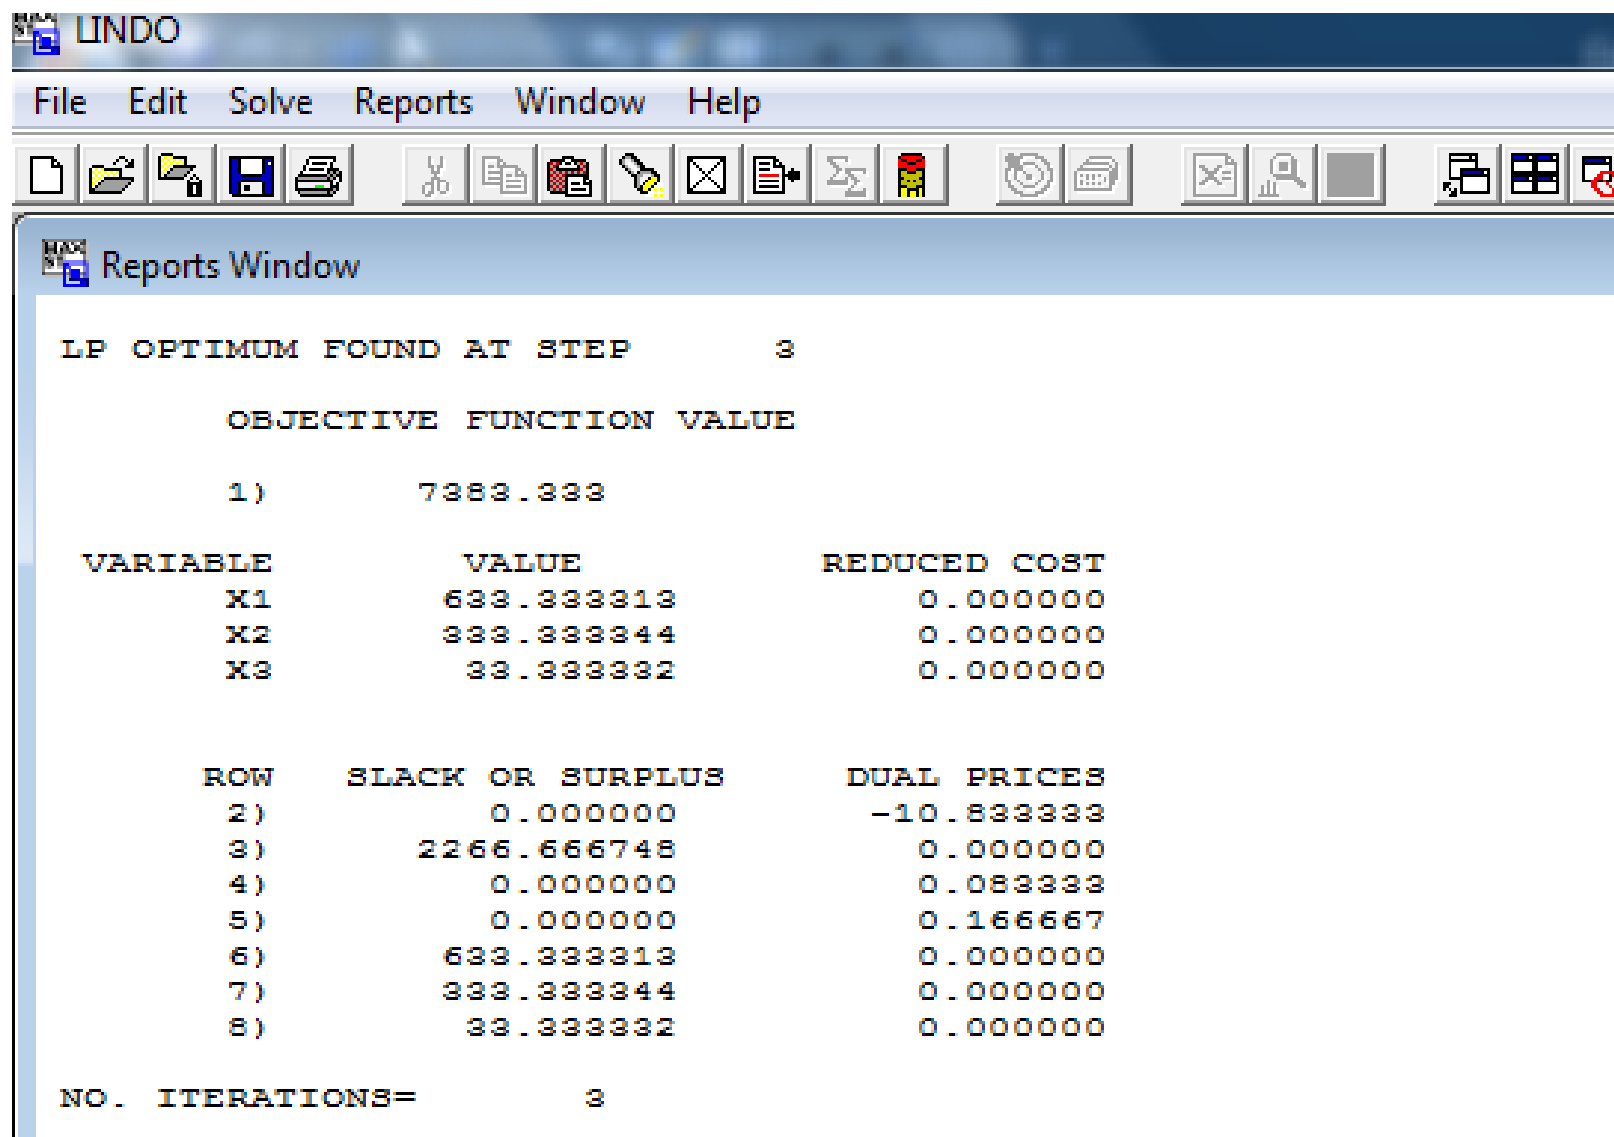 LINDO
File Edit Solve Reports Window Help
Reports Window
LP OPTIMUM FOUND AT STEP 3
OBJECTIVE FUNCTION VALUE
1) 7383.333
VARIABLE VALUE REDUCED COST
X1 633.333313 0.000000
X2 333.333344 0.000000
X3 33.333332 0.000000
ROW SLACK OR SURPLUS DUAL PRICES
2) 0.000000 -10.833333
3) 2266.666748 0.000000
4) 0.000000 0.083333
5) 0.000000 0.166667
6) 633.333313 0.000000
7) 333.333344 0.000000
8) 33.333332 0.000000
NO. ITERATIONS= 3